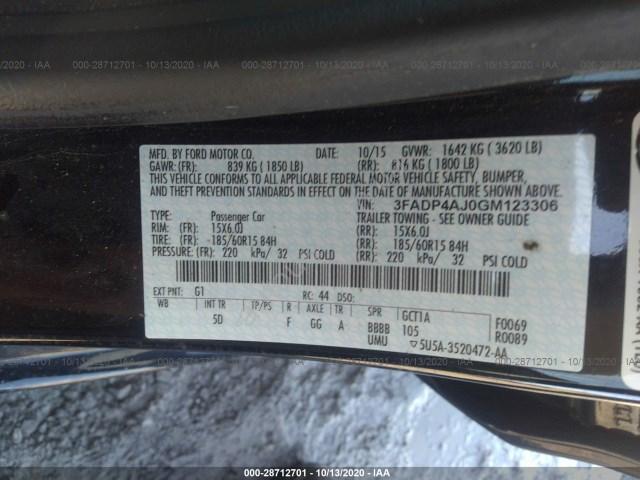 000-28712701 - 10/13/2020 - IAA
MFD. BY FORD MOTOR CO. DATE: 10/15 GVWR: 1642 KG ( 3620 LB)
GAWR: (FR): 839 KG ( 1850 LB) (RR): 816 KG ( 1800 LB)
THIS VEHICLE CONFORMS TO ALL APPLICABLE FEDERAL MOTOR VEHICLE SAFETY, BUMPER,
AND THEFT PREVENTION STANDARDS IN EFFECT ON THE DATE OF MANUFACTURE SHOWN ABOVE.
VIN: 3FADP4AJ0GM123306
TYPE: Passenger Car TRAILER TOWING - SEE OWNER GUIDE
RIM: (FR): 15X6.0J (RR): 15X6.0J
TIRE: (FR): 185/60R15 84H (RR): 185/60R15 84H
PRESSURE: (FR): 220 kPa/ 32 PSI COLD (RR): 220 kPa/ 32 PSI COLD
EXT PNT: G1 RC: 44 DSO:
WB INT TR TP/PS R AXLE TR SPR GCT1A F0069
5D F GG A BBBB 105 R0089
UMU ▽5U5A-3520472-AA
000-28712701 - 10/13/2020 - IAA